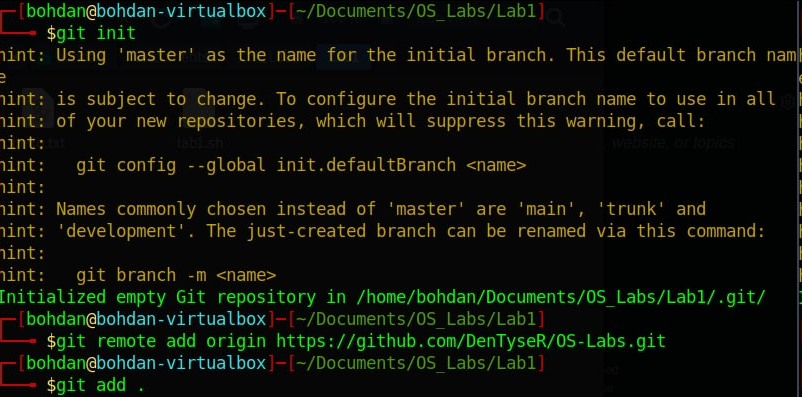 [bohdan@bohdan-virtualbox]─[~/Documents/OS_Labs/Lab1]
$git init
hint: Using 'master' as the name for the initial branch. This default branch nam
e
hint: is subject to change. To configure the initial branch name to use in all
hint: of your new repositories, which will suppress this warning, call:
hint:
hint:   git config --global init.defaultBranch <name>
hint:
hint: Names commonly chosen instead of 'master' are 'main', 'trunk' and
hint: 'development'. The just-created branch can be renamed via this command:
hint:
hint:   git branch -m <name>
Initialized empty Git repository in /home/bohdan/Documents/OS_Labs/Lab1/.git/
[bohdan@bohdan-virtualbox]─[~/Documents/OS_Labs/Lab1]
$git remote add origin https://github.com/DenTyseR/OS-Labs.git
[bohdan@bohdan-virtualbox]─[~/Documents/OS_Labs/Lab1]
$git add .
lab1.sh
website, or topics